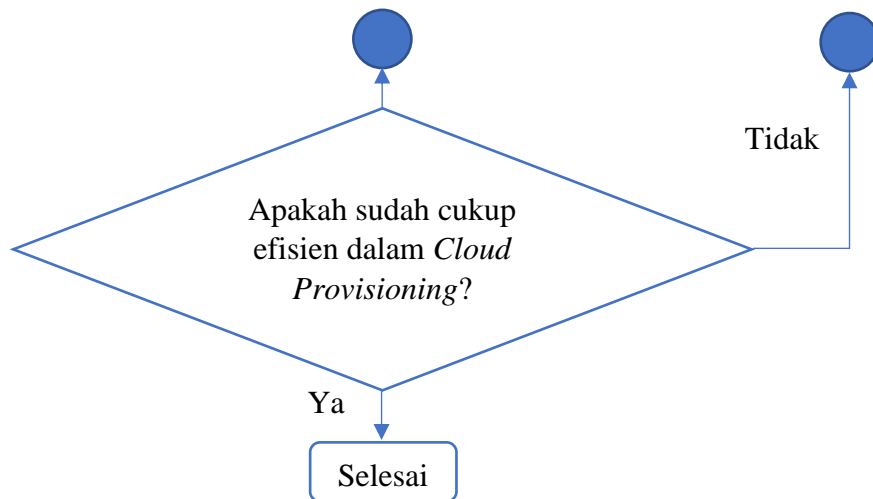 Tidak
Apakah sudah cukup
efisien dalam Cloud
Provisioning?
Ya
Selesai